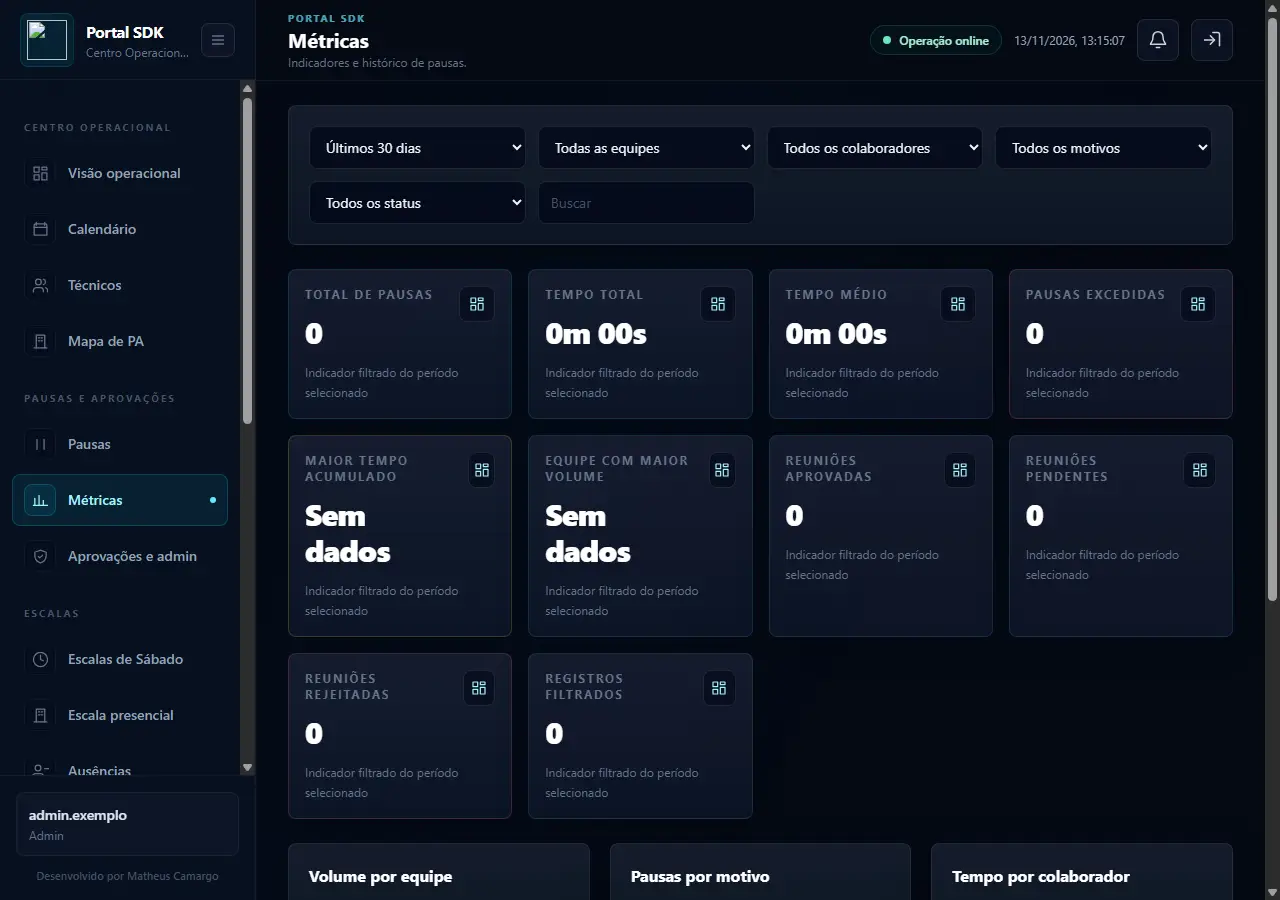 Portal SDK
Centro Operacion...
CENTRO OPERACIONAL
Visão operacional
Calendário
Técnicos
Mapa de PA
PAUSAS E APROVAÇÕES
Pausas
Métricas
Aprovações e admin
ESCALAS
Escalas de Sábado
Escala presencial
Ausências
admin.exemplo
Admin
Desenvolvido por Matheus Camargo
PORTAL SDK
Métricas
Indicadores e histórico de pausas.
Operação online
13/11/2026, 13:15:07
Últimos 30 dias
Todas as equipes
Todos os colaboradores
Todos os motivos
Todos os status
Buscar
TOTAL DE PAUSAS
0
Indicador filtrado do período
selecionado
TEMPO TOTAL
0m 00s
Indicador filtrado do período
selecionado
TEMPO MÉDIO
0m 00s
Indicador filtrado do período
selecionado
PAUSAS EXCEDIDAS
0
Indicador filtrado do período
selecionado
MAIOR TEMPO
ACUMULADO
Sem
dados
Indicador filtrado do período
selecionado
EQUIPE COM MAIOR
VOLUME
Sem
dados
Indicador filtrado do período
selecionado
REUNIÕES
APROVADAS
0
Indicador filtrado do período
selecionado
REUNIÕES
PENDENTES
0
Indicador filtrado do período
selecionado
REUNIÕES
REJEITADAS
0
Indicador filtrado do período
selecionado
REGISTROS
FILTRADOS
0
Indicador filtrado do período
selecionado
Volume por equipe
Pausas por motivo
Tempo por colaborador